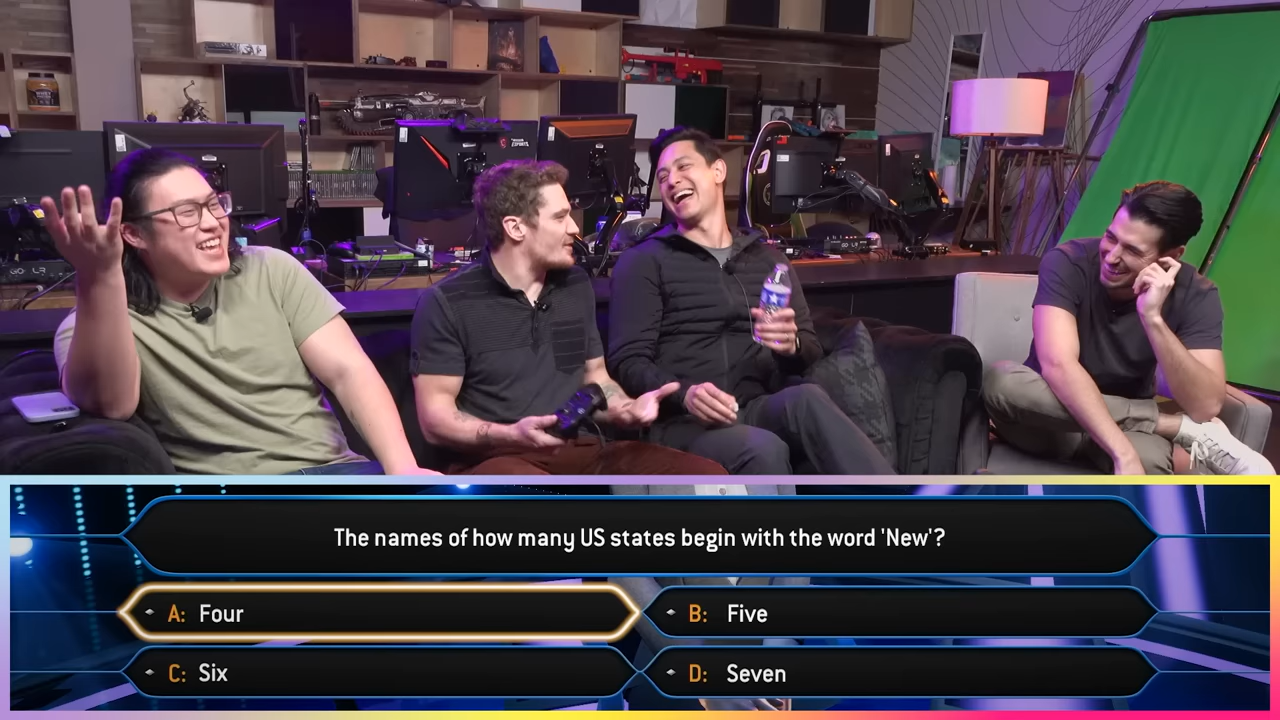 The names of how many US states begin with the word 'New'?
A: Four
B: Five
C: Six
D: Seven